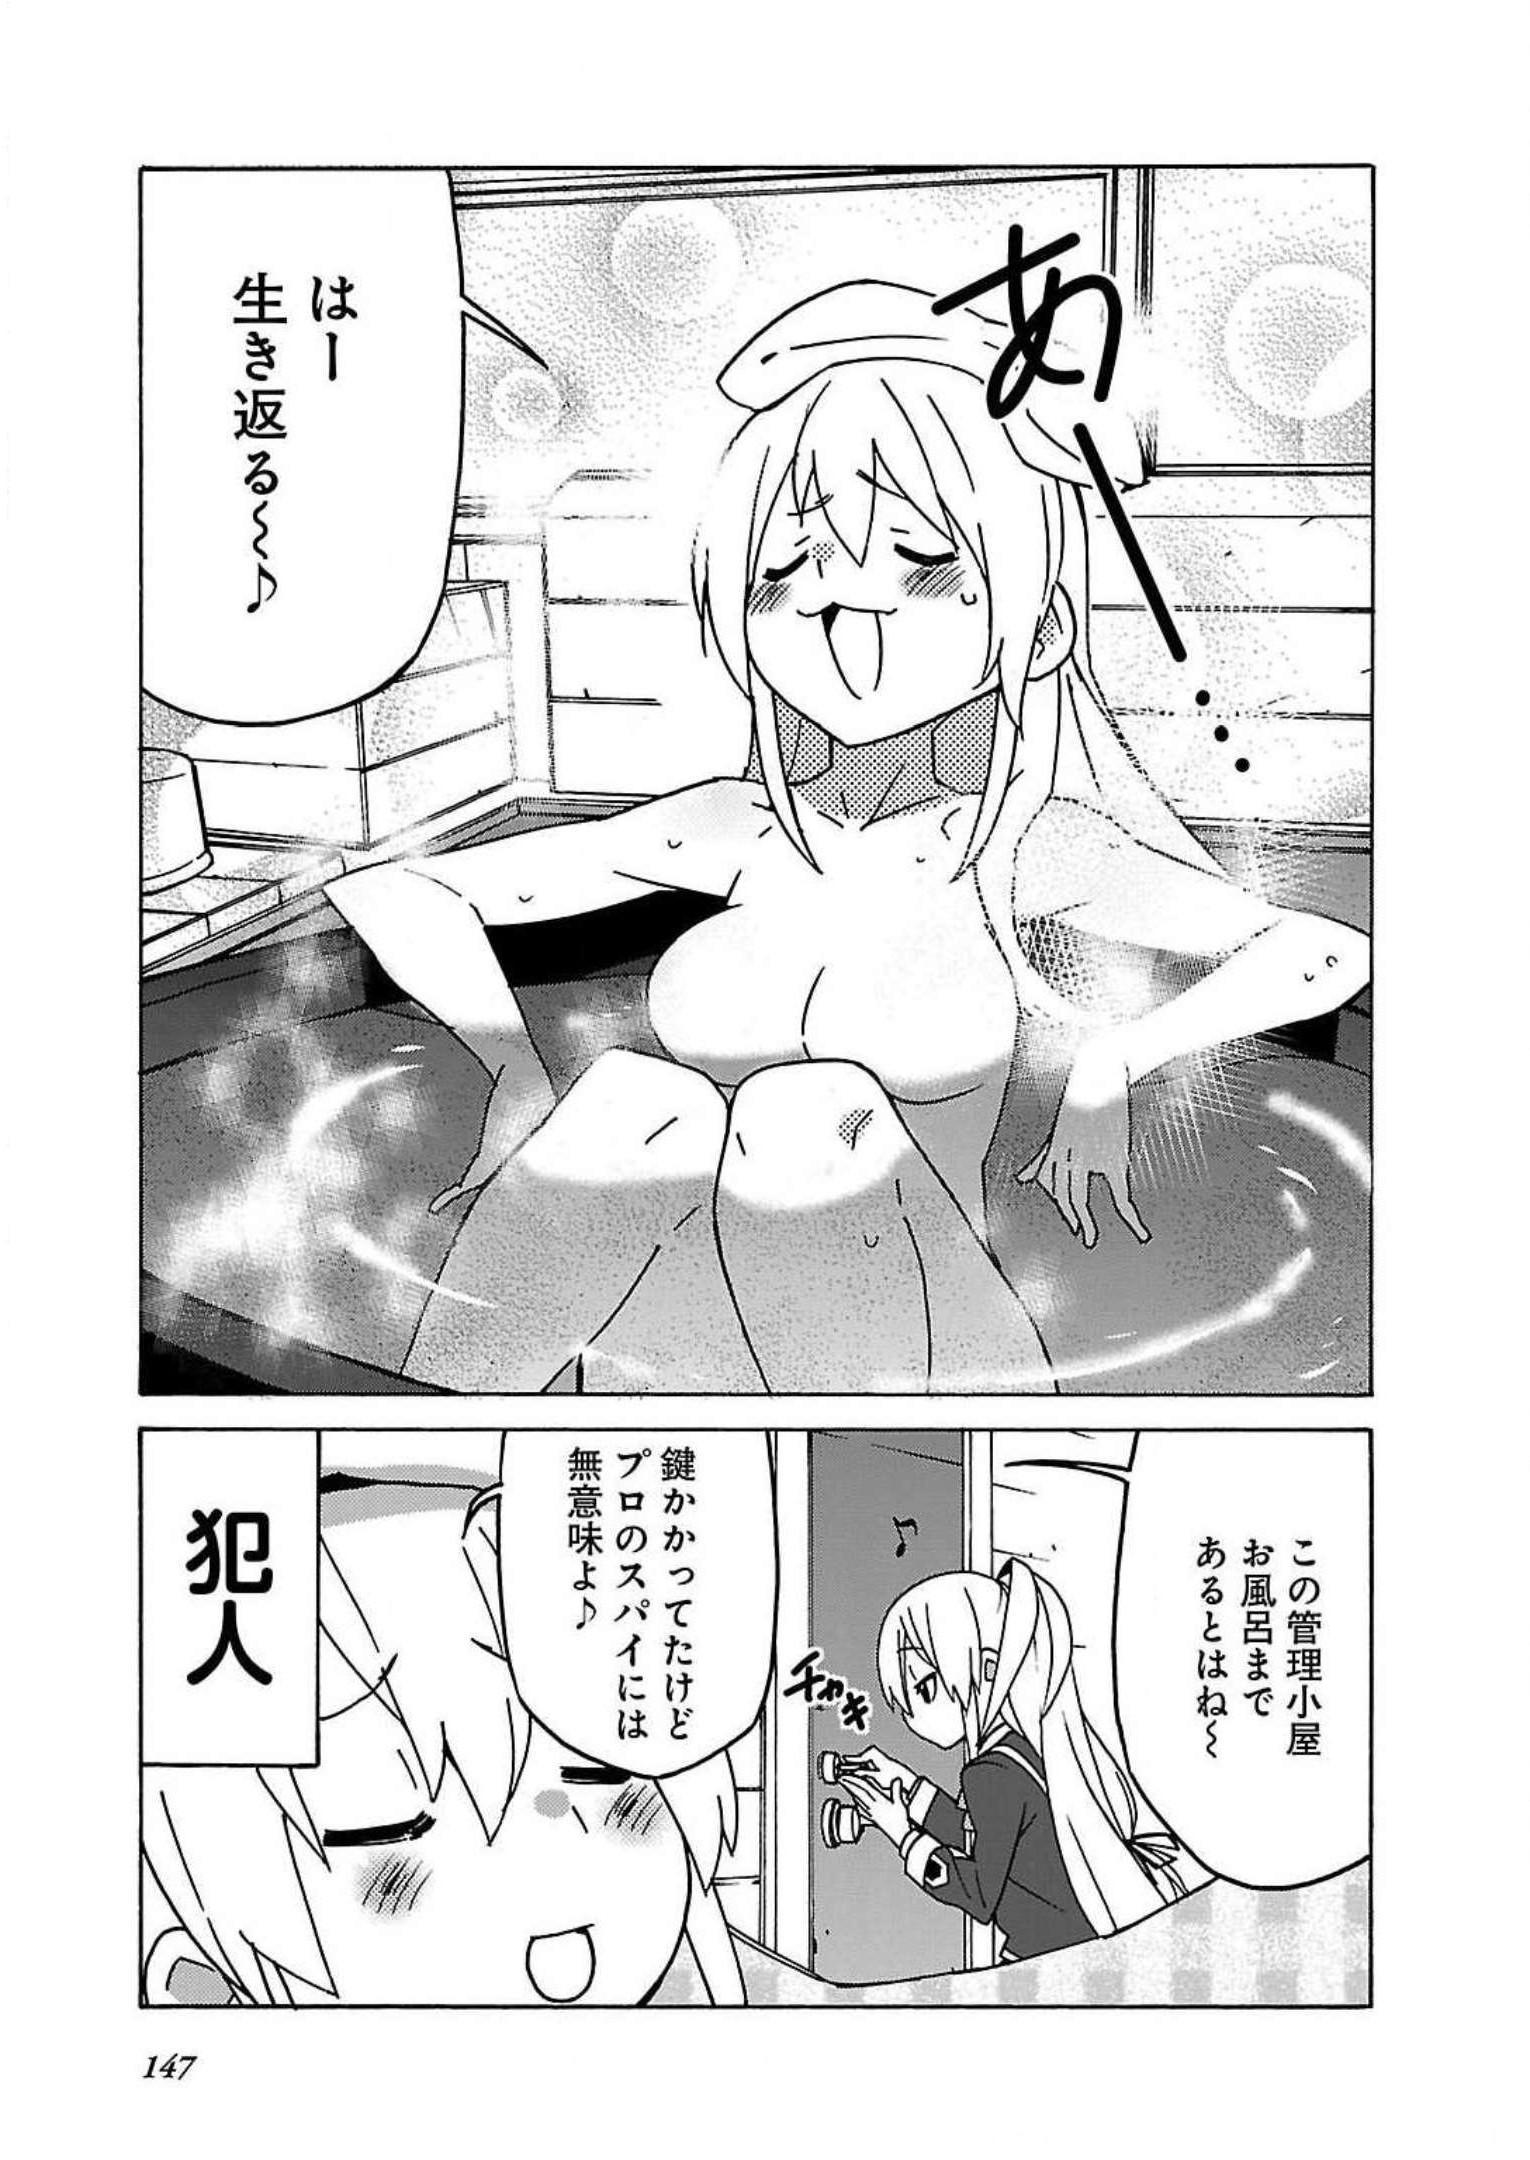 あー…
はー
生き返る〜♪
この管理小屋
お風呂まで
あるとはね〜
♪
チャキ
鍵かかってたけど
プロのスパイには
無意味よ♪
犯人
147